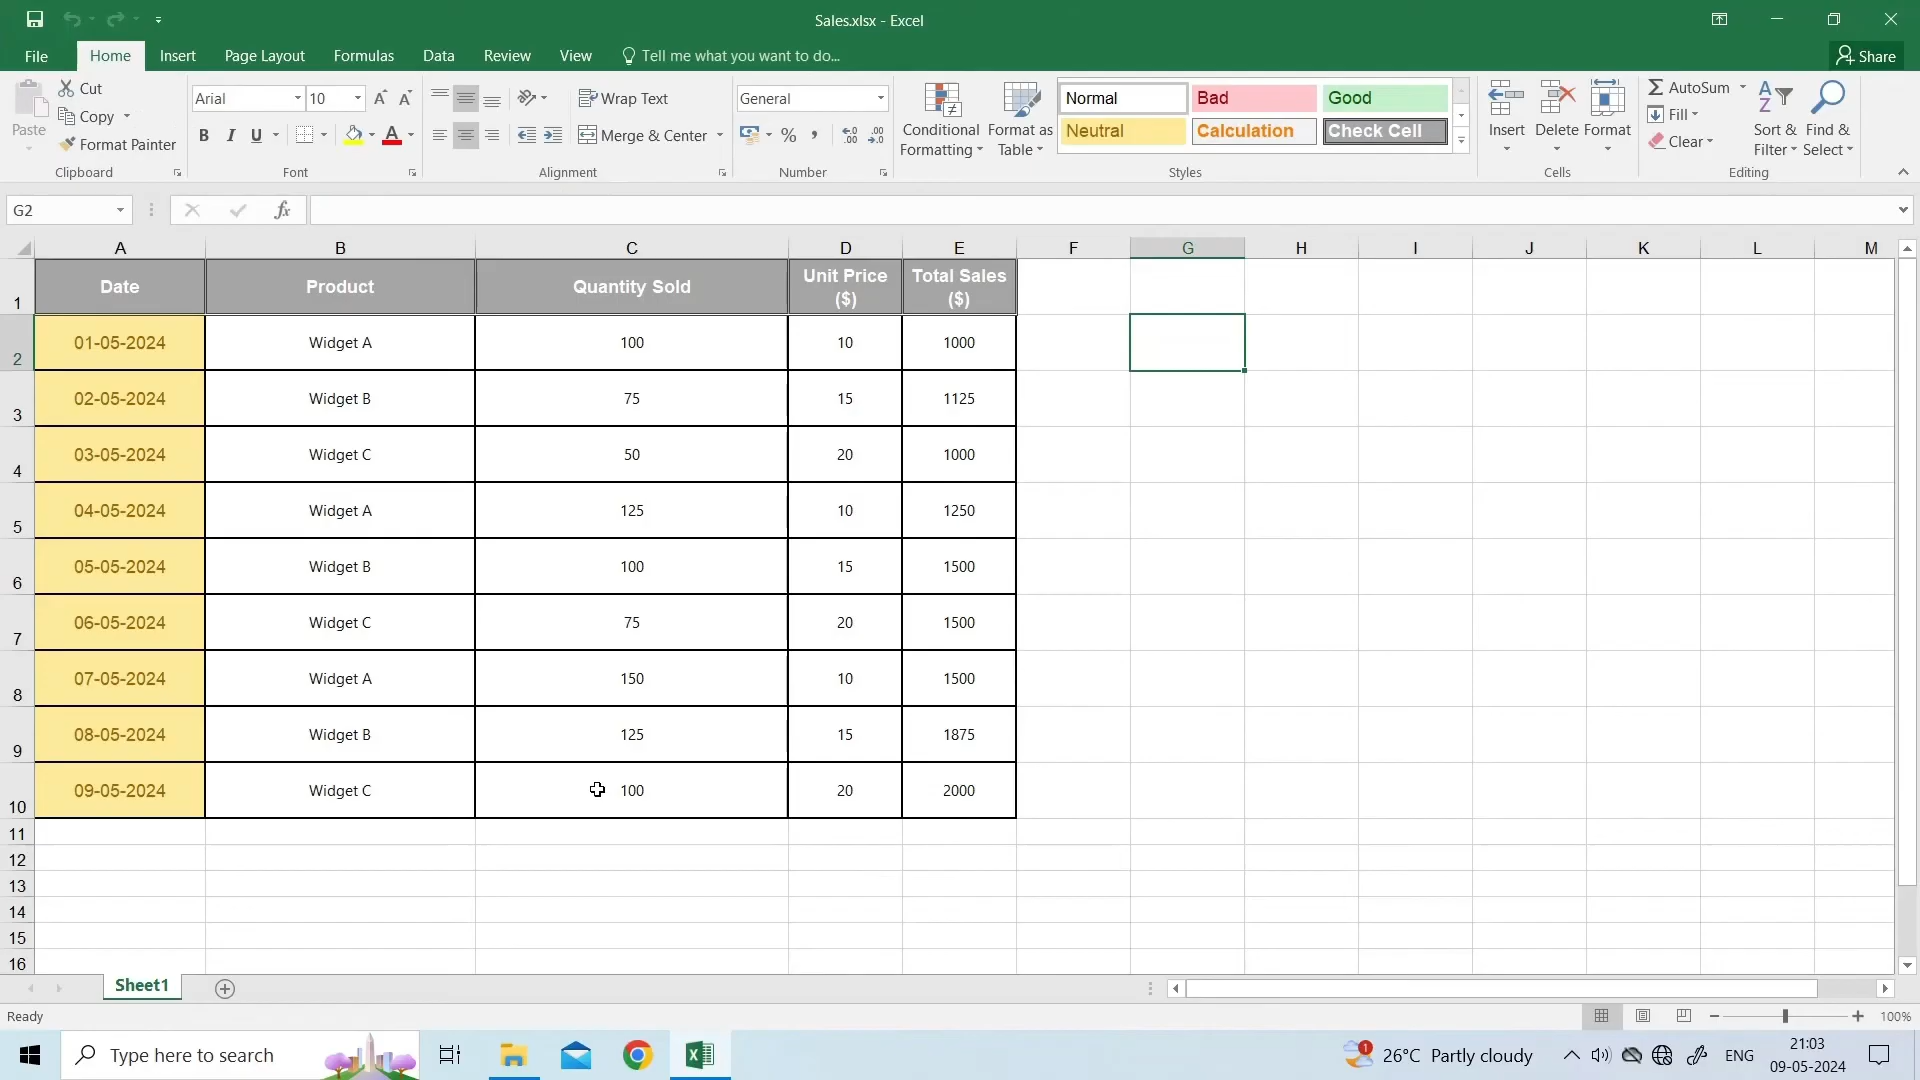 Sales.xlsx - Excel
File Home Insert Page Layout Formulas Data Review View Tell me what you want to do... Share
Paste
Cut
Copy
Format Painter
Clipboard
Arial 10
B I U
Font
Wrap Text
Merge & Center
Alignment
General
%
Number
Conditional
Formatting
Format as
Table
Normal Bad Good
Neutral Calculation Check Cell
Styles
Insert Delete Format
Cells
AutoSum
Fill
Clear
Sort &
Filter
Find &
Select
Editing
G2
fx
A B C D E F G H I J K L M
1 Date Product Quantity Sold Unit Price
($) Total Sales
($)
2 01-05-2024 Widget A 100 10 1000
3 02-05-2024 Widget B 75 15 1125
4 03-05-2024 Widget C 50 20 1000
5 04-05-2024 Widget A 125 10 1250
6 05-05-2024 Widget B 100 15 1500
7 06-05-2024 Widget C 75 20 1500
8 07-05-2024 Widget A 150 10 1500
9 08-05-2024 Widget B 125 15 1875
10 09-05-2024 Widget C 100 20 2000
11
12
13
14
15
16
Sheet1
Ready
100%
Type here to search
1
26°C Partly cloudy
ENG
21:03
09-05-2024